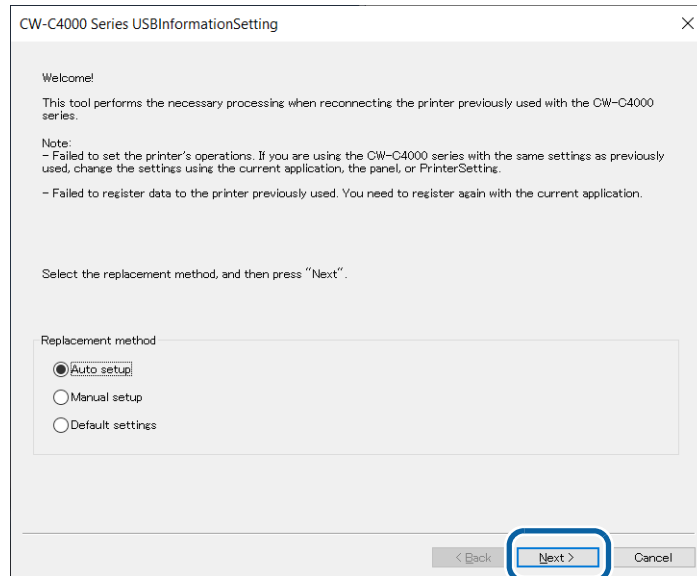 CW-C4000 Series USBInformationSetting
Welcome!
This tool performs the necessary processing when reconnecting the printer previously used with the CW-C4000
series.
Note:
- Failed to set the printer's operations. If you are using the CW-C4000 series with the same settings as previously
used, change the settings using the current application, the panel, or PrinterSetting.
- Failed to register data to the printer previously used. You need to register again with the current application.
Select the replacement method, and then press "Next".
Replacement method
Auto setup
Manual setup
Default settings
< Back Next > Cancel